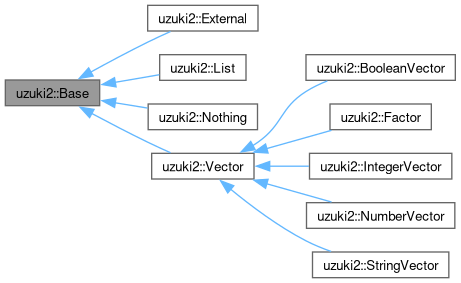 uzuki2::Base
uzuki2::External
uzuki2::List
uzuki2::Nothing
uzuki2::Vector
uzuki2::BooleanVector
uzuki2::Factor
uzuki2::IntegerVector
uzuki2::NumberVector
uzuki2::StringVector